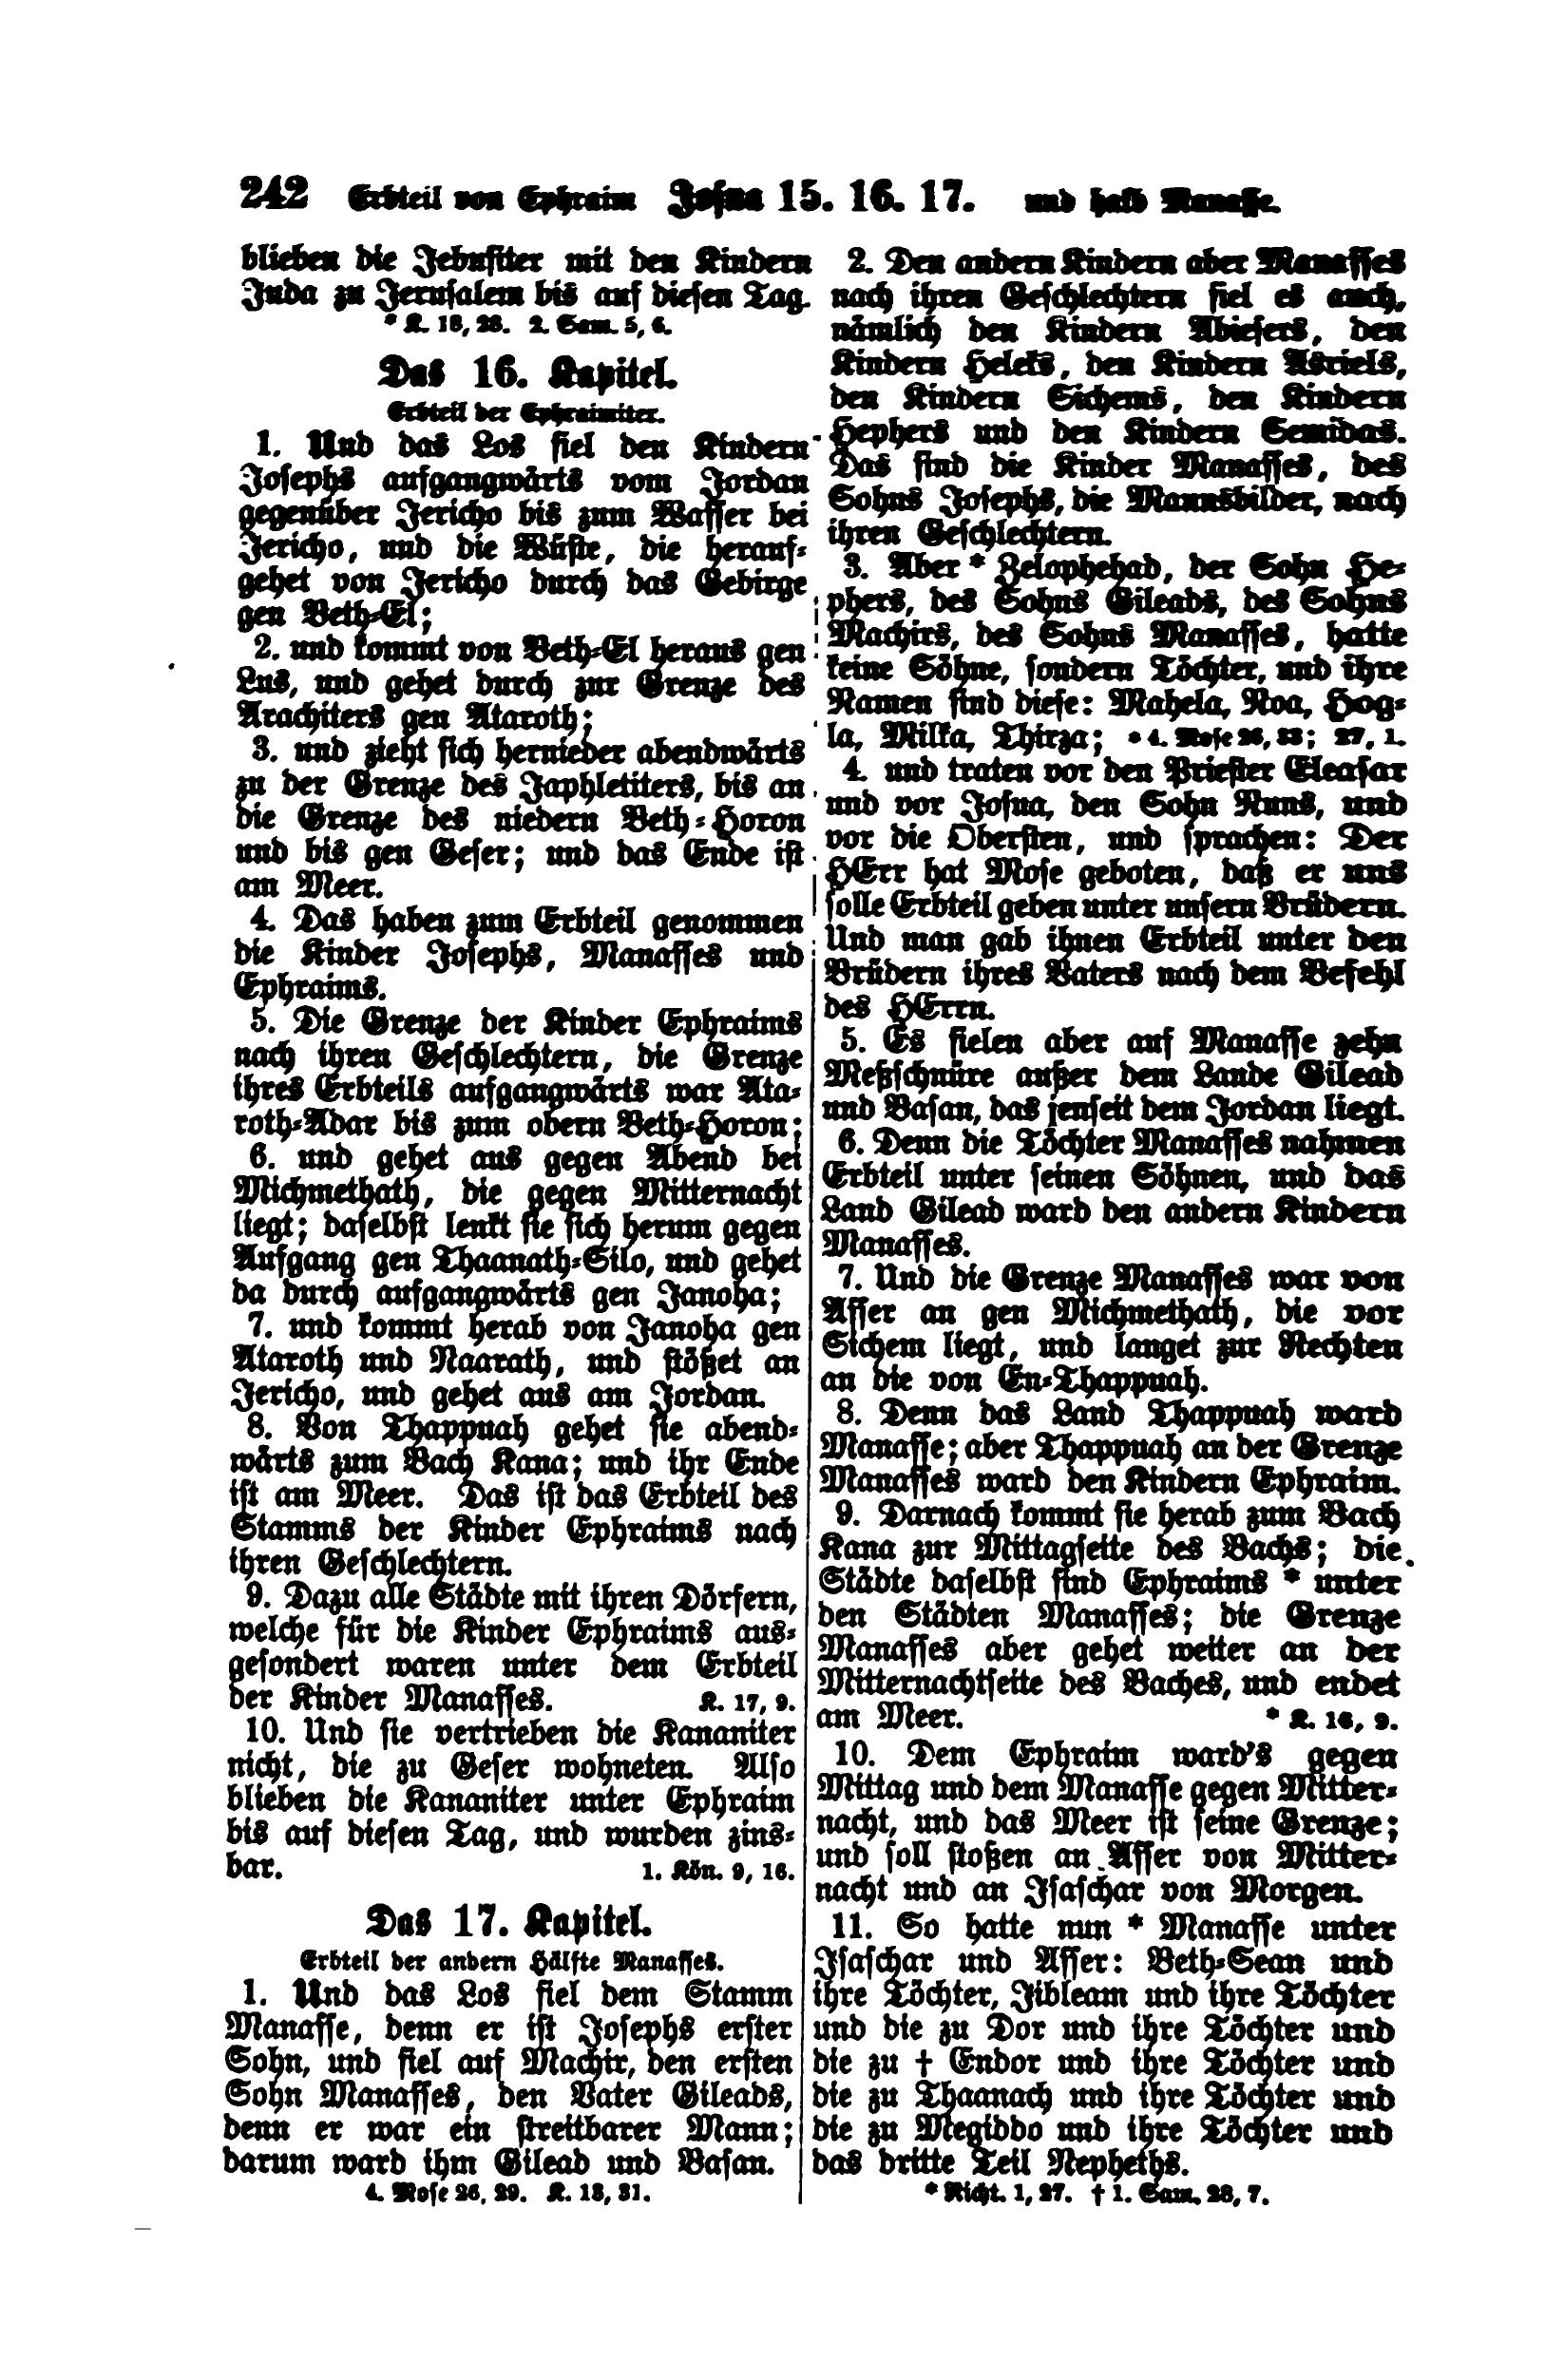 242 Erbteil von Ephraim Josua 15. 16. 17. und halb Manasse.
blieben die Jebusiter mit den Kindern
Juda zu Jerusalem bis auf diesen Tag.
* K. 18, 28. 2. Sam. 5, 6.
Das 16. Kapitel.
Erbteil der Ephraimiter.
1. Und das Los fiel den Kindern
Josephs aufgangwärts vom Jordan
gegenüber Jericho bis zum Wasser bei
Jericho, und die Wüste, die herauf-
gehet von Jericho durch das Gebirge
gen Beth-El;
2. und kommt von Beth-El heraus gen
Lus, und gehet durch zur Grenze des
Arachiters gen Ataroth;
3. und zieht sich hernieder abendwärts
zu der Grenze des Japhletiters, bis an
die Grenze des niedern Beth-Horon
und bis gen Geser; und das Ende ist
am Meer.
4. Das haben zum Erbteil genommen
die Kinder Josephs, Manasses und
Ephraims.
5. Die Grenze der Kinder Ephraims
nach ihren Geschlechtern, die Grenze
ihres Erbteils aufgangwärts war Ata-
roth-Adar bis zum obern Beth-Horon;
6. und gehet aus gegen Abend bei
Michmethath, die gegen Mitternacht
liegt; daselbst lenkt sie sich herum gegen
Aufgang gen Thaanath-Silo, und gehet
da durch aufgangwärts gen Janoha;
7. und kommt herab von Janoha gen
Ataroth und Naarath, und stößet an
Jericho, und gehet aus am Jordan.
8. Von Thappuah gehet sie abend-
wärts zum Bach Kana; und ihr Ende
ist am Meer. Das ist das Erbteil des
Stamms der Kinder Ephraims nach
ihren Geschlechtern.
9. Dazu alle Städte mit ihren Dörfern,
welche für die Kinder Ephraims aus-
gesondert waren unter dem Erbteil
der Kinder Manasses. K. 17, 9.
10. Und sie vertrieben die Kananiter
nicht, die zu Geser wohneten. Also
blieben die Kananiter unter Ephraim
bis auf diesen Tag, und wurden zins-
bar. 1. Kön. 9, 16.
Das 17. Kapitel.
Erbteil der andern Hälfte Manasses.
1. Und das Los fiel dem Stamm
Manasse, denn er ist Josephs erster
Sohn, und fiel auf Machir, den ersten
Sohn Manasses, den Vater Gileads,
denn er war ein streitbarer Mann;
darum ward ihm Gilead und Basan.
4. Mose 26, 29. K. 13, 31.
2. Den andern Kindern aber Manasses
nach ihren Geschlechtern fiel es auch,
nämlich den Kindern Abiesers, den
Kindern Heleks, den Kindern Asriels,
den Kindern Sichems, den Kindern
Hephers und den Kindern Semidas.
Das sind die Kinder Manasses, des
Sohns Josephs, die Mannsbilder, nach
ihren Geschlechtern.
3. Aber * Zelophehad, der Sohn He-
phers, des Sohns Gileads, des Sohns
Machirs, des Sohns Manasses, hatte
keine Söhne, sondern Töchter, und ihre
Namen sind diese: Mahela, Noa, Hog-
la, Milka, Thirza; * 4. Mose 26, 33; 27, 1.
4. und traten vor den Priester Eleasar
und vor Josua, den Sohn Nuns, und
vor die Obersten, und sprachen: Der
HErr hat Mose geboten, daß er uns
solle Erbteil geben unter unsern Brüdern.
Und man gab ihnen Erbteil unter den
Brüdern ihres Vaters nach dem Befehl
des HErrn.
5. Es fielen aber auf Manasse zehn
Meßschnüre außer dem Lande Gilead
und Basan, das jenseit dem Jordan liegt.
6. Denn die Töchter Manasses nahmen
Erbteil unter seinen Söhnen, und das
Land Gilead ward den andern Kindern
Manasses.
7. Und die Grenze Manasses war von
Asser an gen Michmethath, die vor
Sichem liegt, und langet zur Rechten
an die von En-Thappuah.
8. Denn das Land Thappuah ward
Manasse; aber Thappuah an der Grenze
Manasses ward den Kindern Ephraim.
9. Darnach kommt sie herab zum Bach
Kana zur Mittagseite des Bachs; die
Städte daselbst sind Ephraims * unter
den Städten Manasses; die Grenze
Manasses aber gehet weiter an der
Mitternachtseite des Baches, und endet
am Meer. * K. 16, 9.
10. Dem Ephraim ward's gegen
Mittag und dem Manasse gegen Mitter-
nacht, und das Meer ist seine Grenze;
und soll stoßen an Asser von Mitter-
nacht und an Isaschar von Morgen.
11. So hatte nun * Manasse unter
Isaschar und Asser: Beth-Sean und
ihre Töchter, Jibleam und ihre Töchter
und die zu Dor und ihre Töchter und
die zu † Endor und ihre Töchter und
die zu Thaanach und ihre Töchter und
die zu Megiddo und ihre Töchter und
das dritte Teil Nepheths.
* Richt. 1, 27. † 1. Sam. 28, 7.